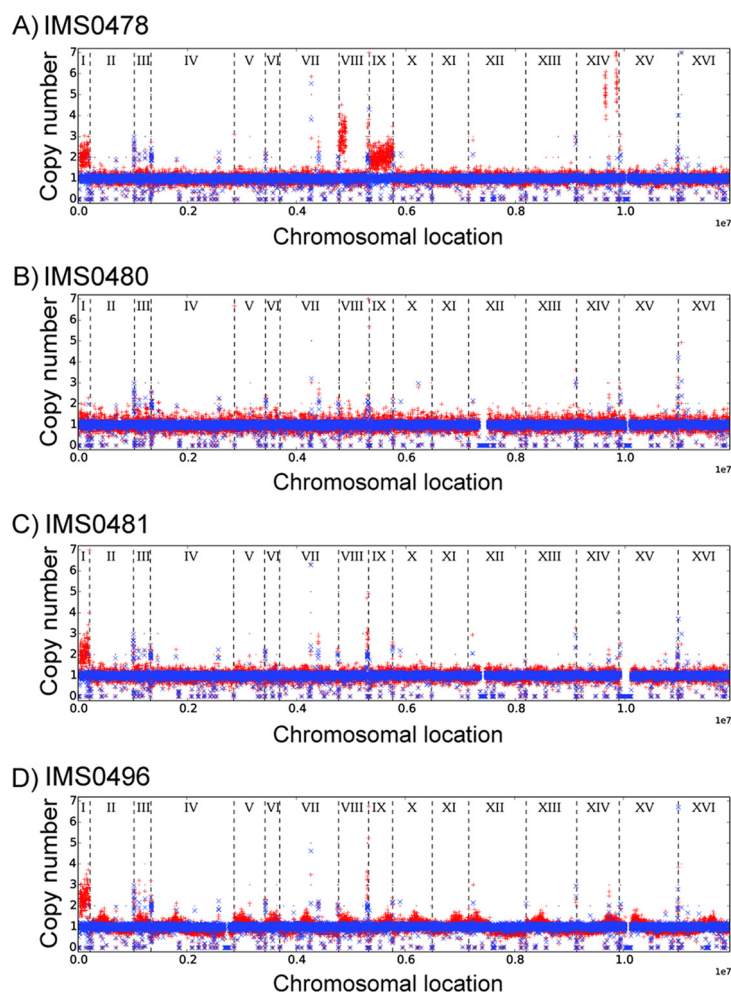 A) IMS0478
Copy number
7
6
5
4
3
2
1
0
I II III IV V VI VII VIII IX X XI XII XIII XIV XV XVI
0.0 0.2 0.4 0.6 0.8 1.0
1e7
Chromosomal location
B) IMS0480
Copy number
7
6
5
4
3
2
1
0
I II III IV V VI VII VIII IX X XI XII XIII XIV XV XVI
0.0 0.2 0.4 0.6 0.8 1.0
1e7
Chromosomal location
C) IMS0481
Copy number
7
6
5
4
3
2
1
0
I II III IV V VI VII VIII IX X XI XII XIII XIV XV XVI
0.0 0.2 0.4 0.6 0.8 1.0
1e7
Chromosomal location
D) IMS0496
Copy number
7
6
5
4
3
2
1
0
I II III IV V VI VII VIII IX X XI XII XIII XIV XV XVI
0.0 0.2 0.4 0.6 0.8 1.0
1e7
Chromosomal location